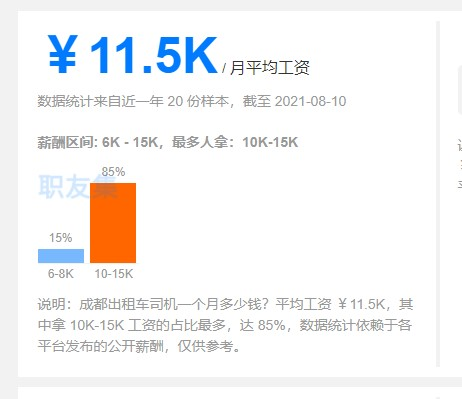 ¥11.5K / 月平均工资
数据统计来自近一年 20 份样本，截至 2021-08-10
薪酬区间: 6K - 15K，最多人拿：10K-15K
85%
职友集
15%
6-8K 10-15K
说明：成都出租车司机一个月多少钱？平均工资 ￥11.5K，其
中拿 10K-15K 工资的占比最多，达 85%，数据统计依赖于各
平台发布的公开薪酬，仅供参考。